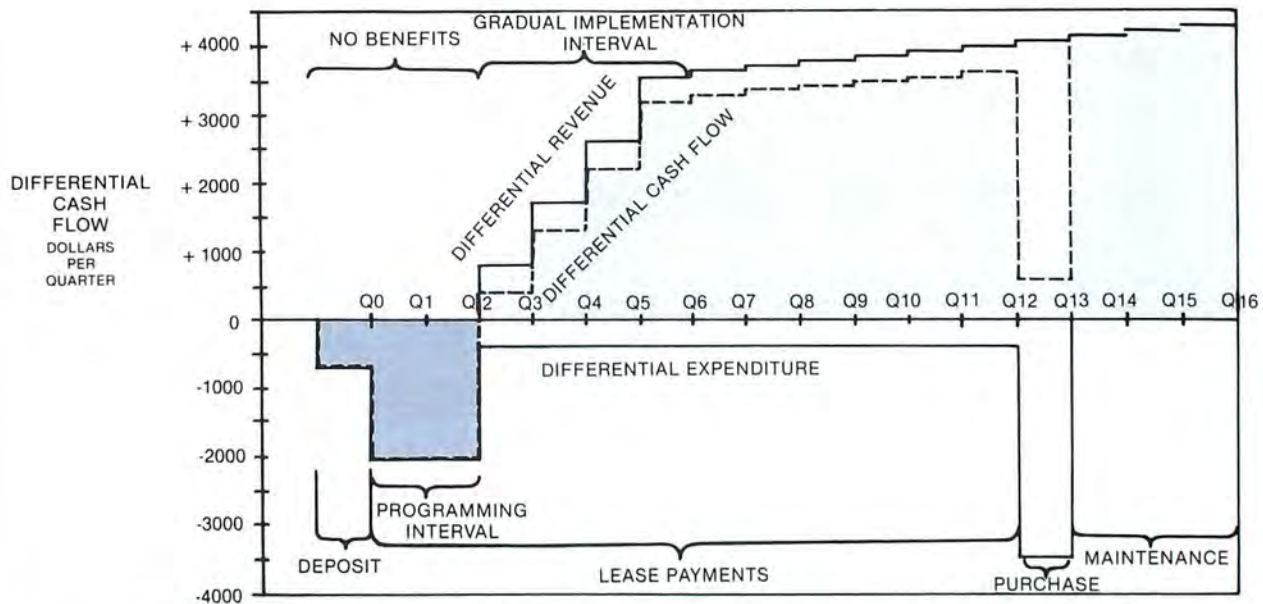 GRADUAL IMPLEMENTATION
INTERVAL
NO BENEFITS
+ 4000
+ 3000
+ 2000
+ 1000
0
-1000
-2000
-3000
-4000
DIFFERENTIAL
CASH
FLOW
DOLLARS
PER
QUARTER
DIFFERENTIAL REVENUE
DIFFERENTIAL CASH FLOW
Q0 Q1 Q2 Q3 Q4 Q5 Q6 Q7 Q8 Q9 Q10 Q11 Q12 Q13 Q14 Q15 Q16
DIFFERENTIAL EXPENDITURE
PROGRAMMING
INTERVAL
DEPOSIT
LEASE PAYMENTS
PURCHASE
MAINTENANCE